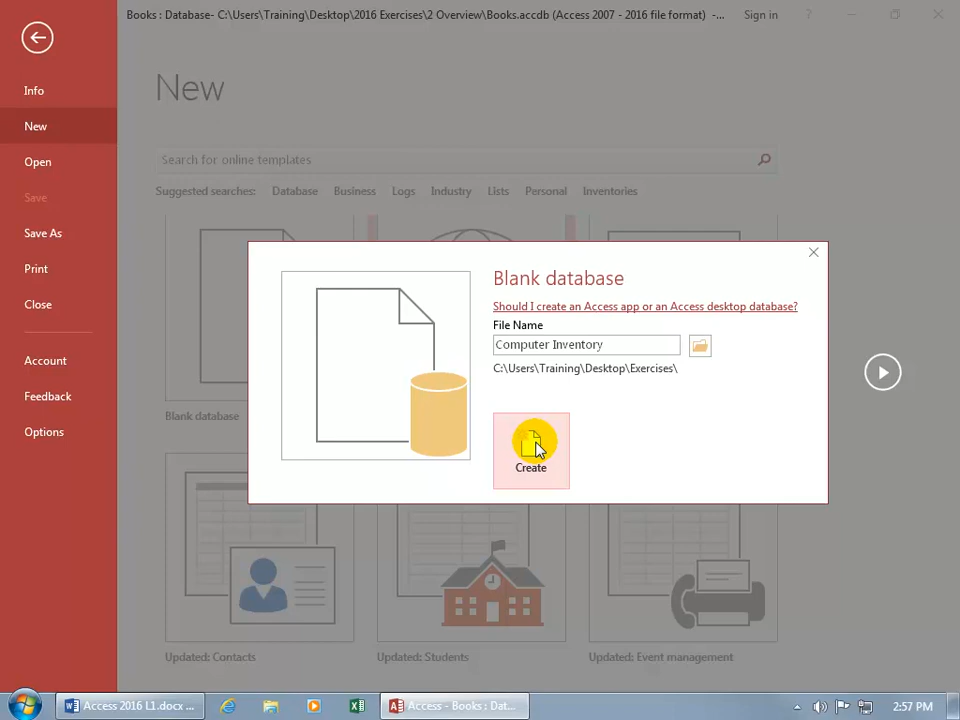 Books : Database- C:\Users\Training\Desktop\2016 Exercises\2 Overview\Books.accdb (Access 2007 - 2016 file format) -...
Sign in
?
Info
New
Open
Save
Save As
Print
Close
Account
Feedback
Options
New
Search for online templates
Suggested searches: Database Business Logs Industry Lists Personal Inventories
Blank database
Blank database
Should I create an Access app or an Access desktop database?
File Name
Computer Inventory
C:\Users\Training\Desktop\Exercises\
Create
Updated: Contacts
Updated: Students
Updated: Event management
Access 2016 L1.docx ...
Access - Books : Dat...
2:57 PM